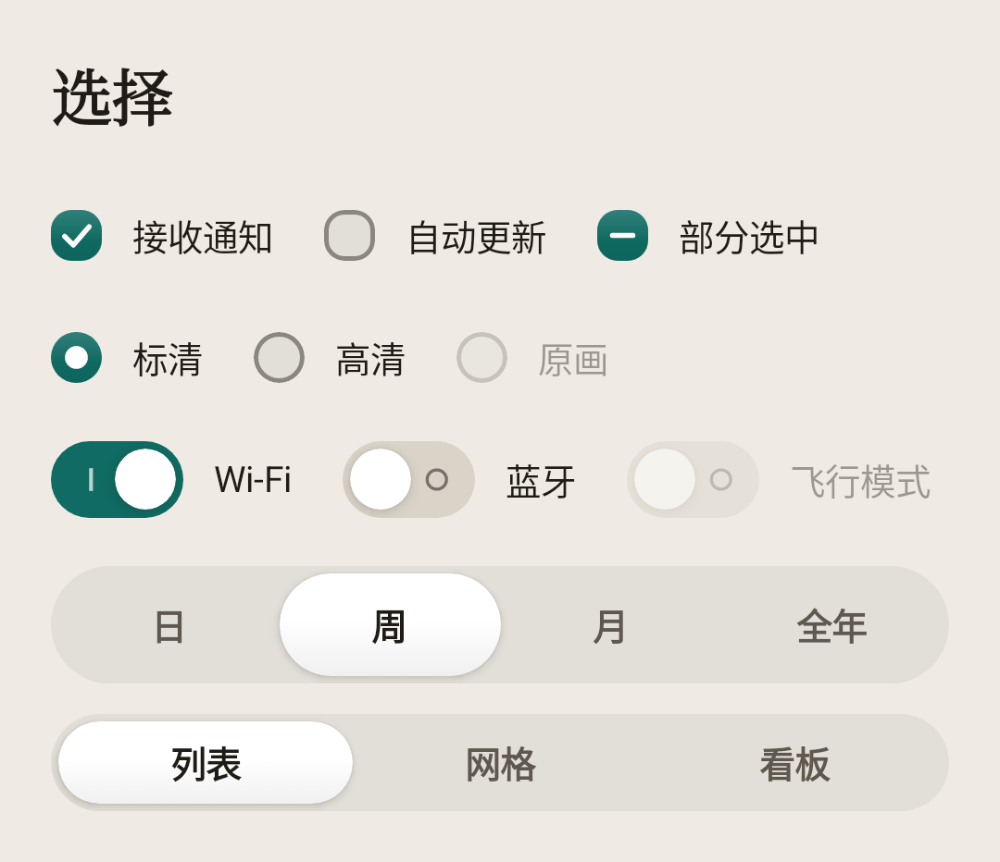 选择
接收通知 自动更新 部分选中
标清 高清 原画
Wi-Fi 蓝牙 飞行模式
日 周 月 全年
列表 网格 看板